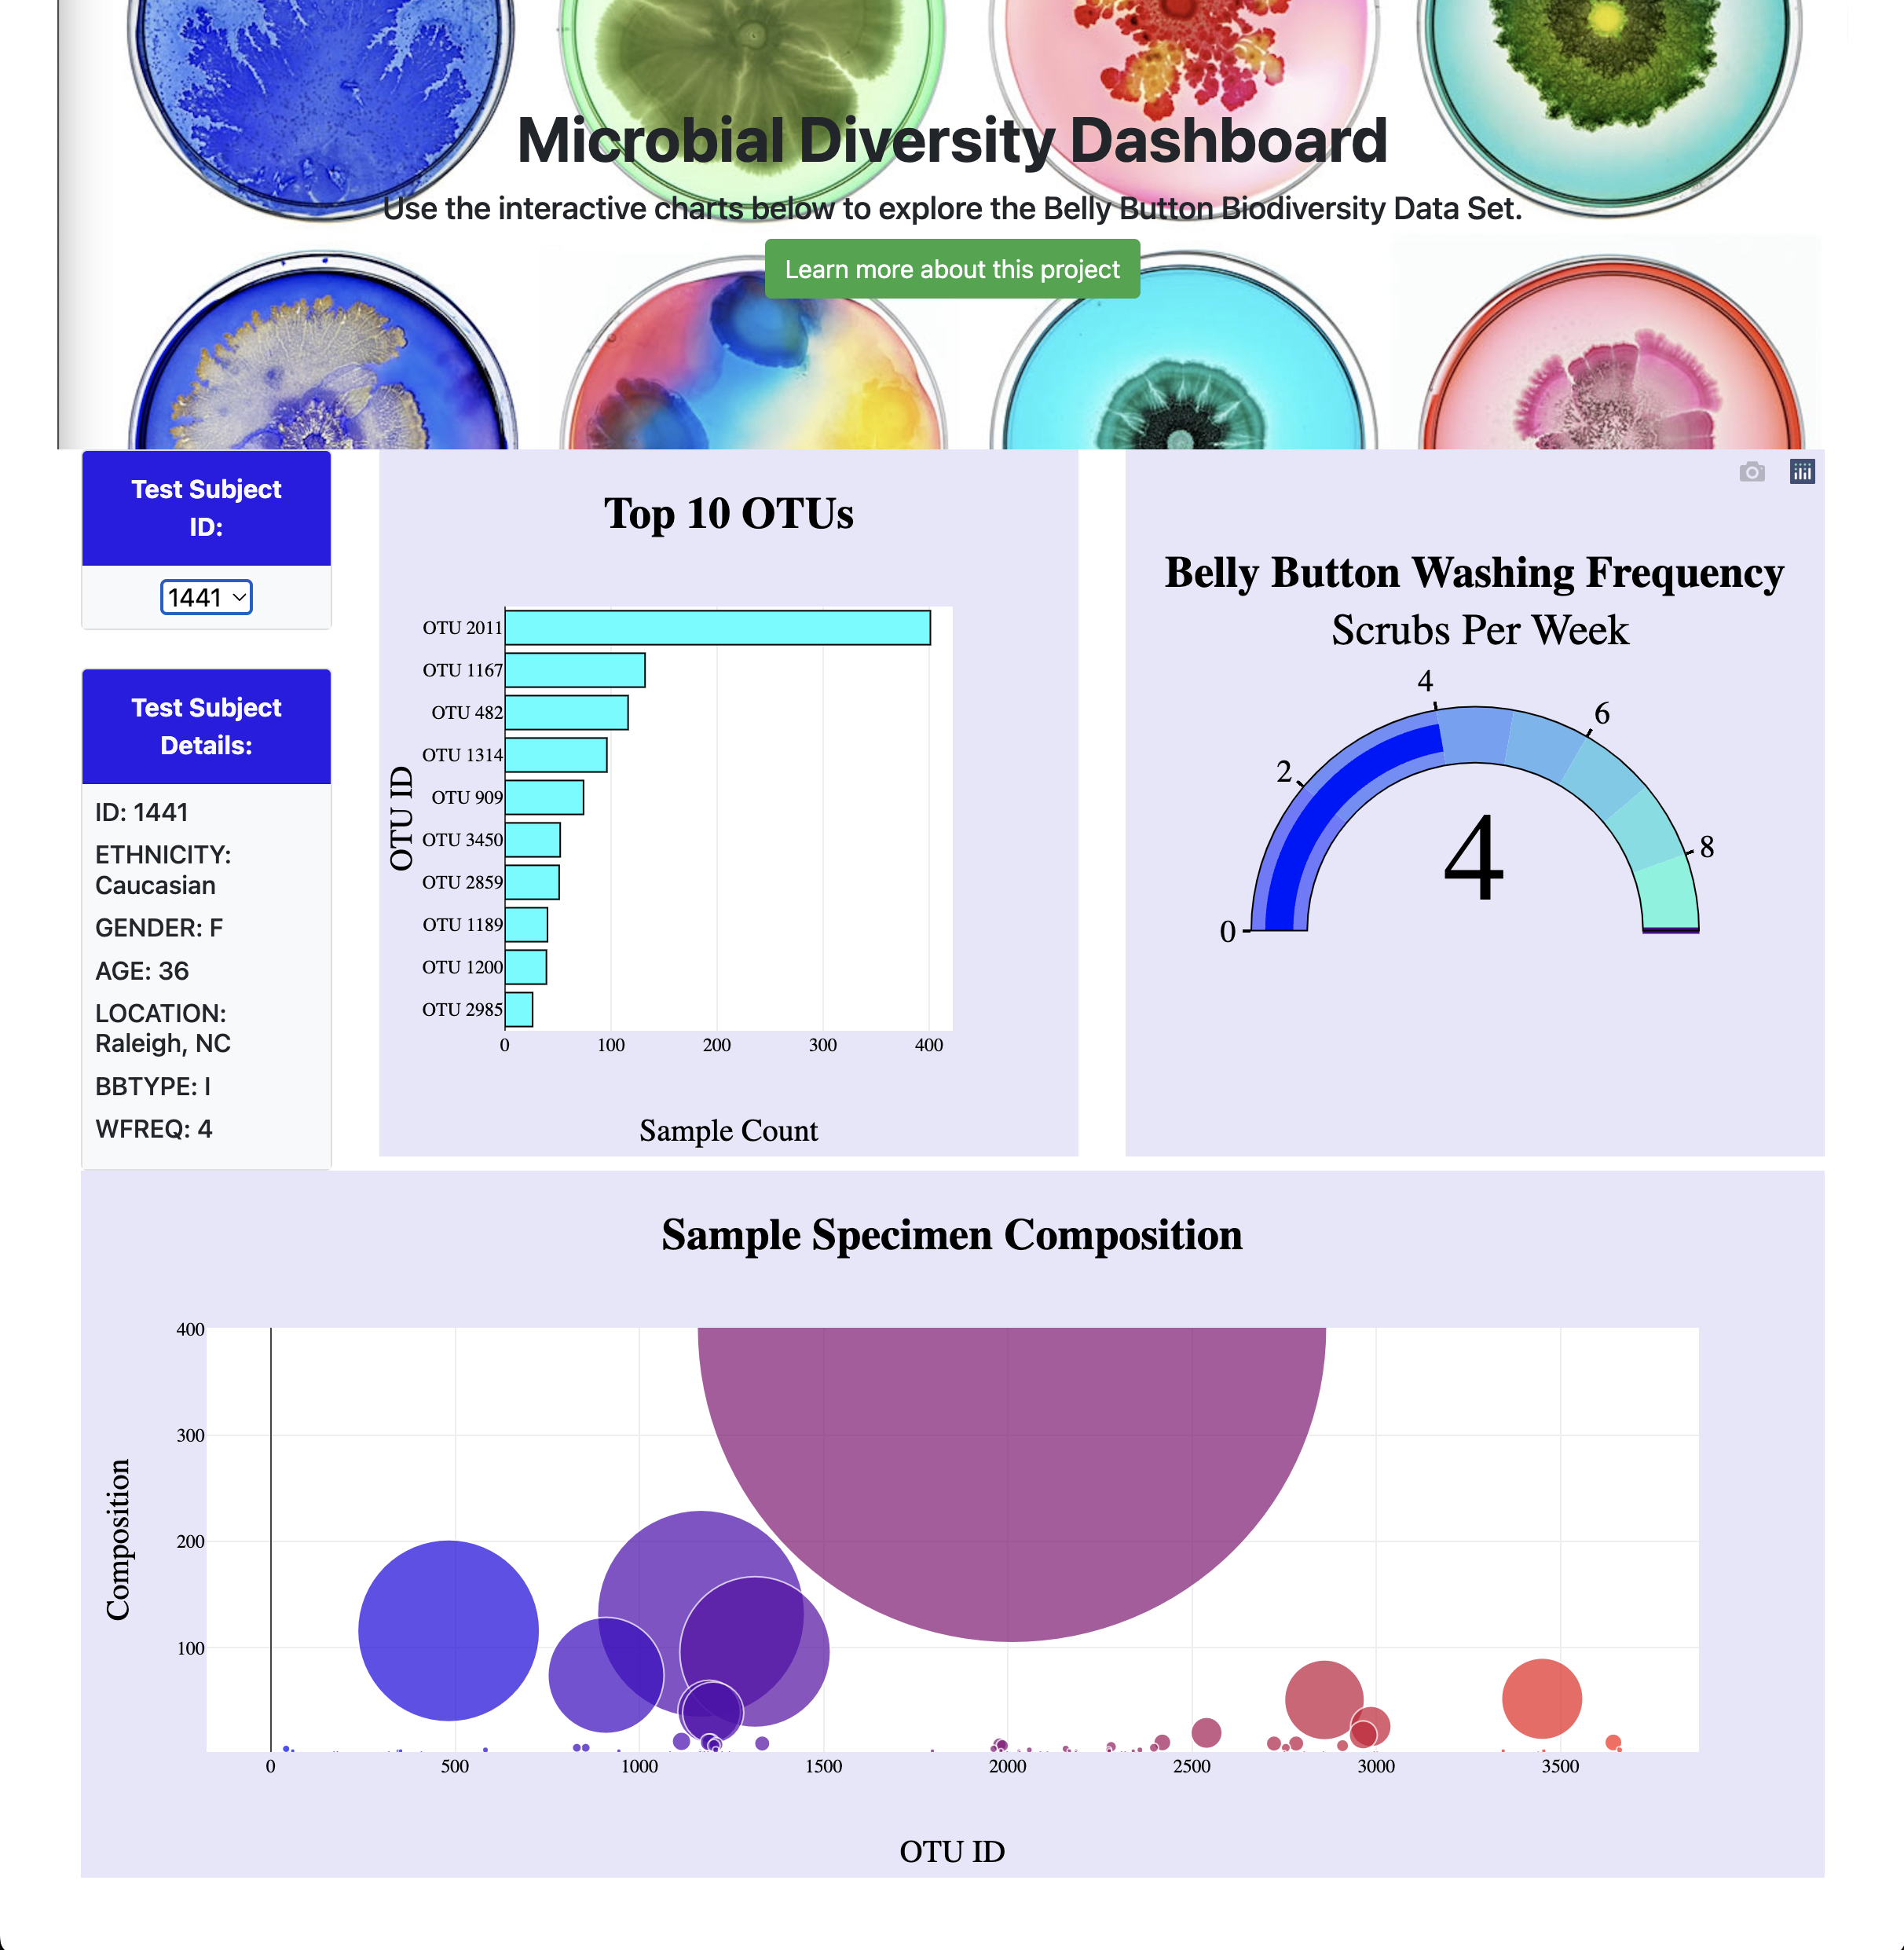 Microbial Diversity Dashboard
Use the interactive charts below to explore the Belly Button Biodiversity Data Set.
Learn more about this project
Test Subject
ID:
1441
Test Subject
Details:
ID: 1441
ETHNICITY:
Caucasian
GENDER: F
AGE: 36
LOCATION:
Raleigh, NC
BBTYPE: I
WFREQ: 4
Top 10 OTUs
OTU ID
OTU 2011
OTU 1167
OTU 482
OTU 1314
OTU 909
OTU 3450
OTU 2859
OTU 1189
OTU 1200
OTU 2985
0 100 200 300 400
Sample Count
Belly Button Washing Frequency
Scrubs Per Week
0
2
4
6
8
4
Sample Specimen Composition
Composition
400
300
200
100
0 500 1000 1500 2000 2500 3000 3500
OTU ID